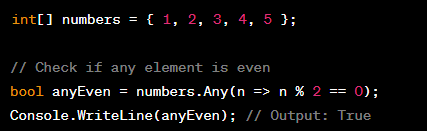 int[] numbers = { 1, 2, 3, 4, 5 };
// Check if any element is even
bool anyEven = numbers.Any(n => n % 2 == 0);
Console.WriteLine(anyEven); // Output: True